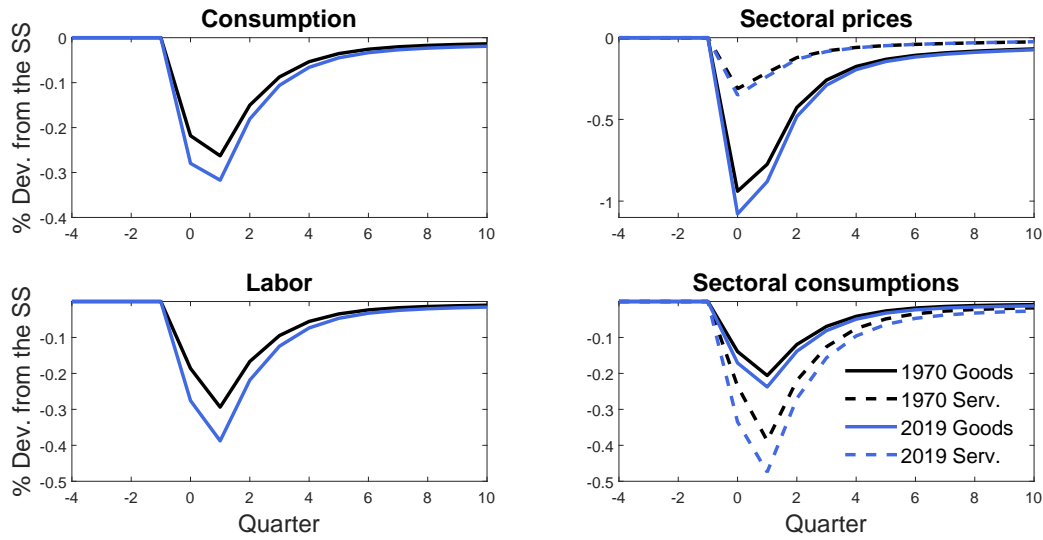 Consumption
% Dev. from the SS
0
-0.1
-0.2
-0.3
-0.4
-4 -2 0 2 4 6 8 10
Sectoral prices
0
-0.5
-1
-4 -2 0 2 4 6 8 10
Labor
% Dev. from the SS
-0.1
-0.2
-0.3
-0.4
-0.5
-4 -2 0 2 4 6 8 10
Quarter
Sectoral consumptions
-0.1
-0.2
-0.3
-0.4
-0.5
1970 Goods
1970 Serv.
2019 Goods
2019 Serv.
-4 -2 0 2 4 6 8 10
Quarter